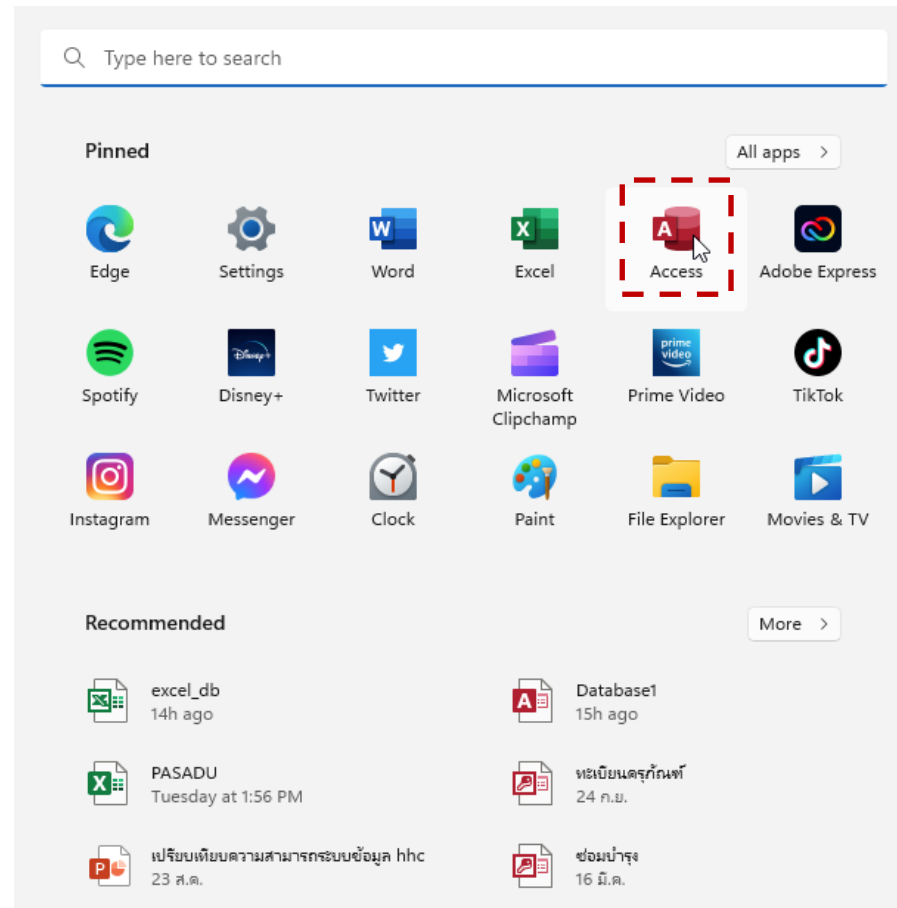 Type here to search
Pinned
All apps >
Edge
Settings
Word
Excel
Access
Adobe Express
Spotify
Disney+
Twitter
Microsoft
Clipchamp
Prime Video
TikTok
Instagram
Messenger
Clock
Paint
File Explorer
Movies & TV
Recommended
More >
excel_db
14h ago
Database1
15h ago
PASADU
Tuesday at 1:56 PM
ทะเบียนครุภัณฑ์
24 ก.ย.
เปรียบเทียบความสามารถระบบข้อมูล hhc
23 ส.ค.
ซ่อมบำรุง
16 มี.ค.